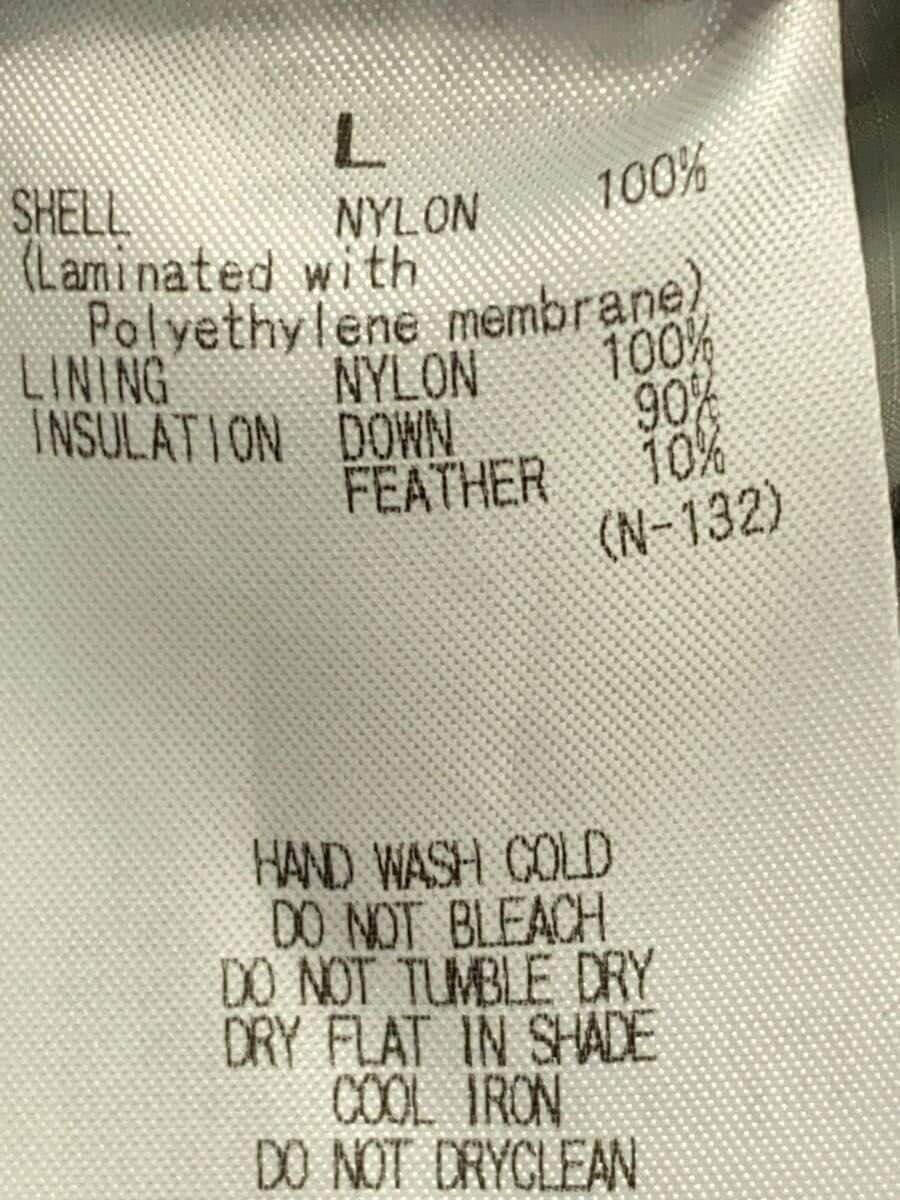 L
SHELL NYLON 100%
(Laminated with
Polyethylene membrane)
LINING NYLON 100%
INSULATION DOWN 90%
FEATHER 10%
(N-132)
HAND WASH COLD
DO NOT BLEACH
DO NOT TUMBLE DRY
DRY FLAT IN SHADE
COOL IRON
DO NOT DRYCLEAN